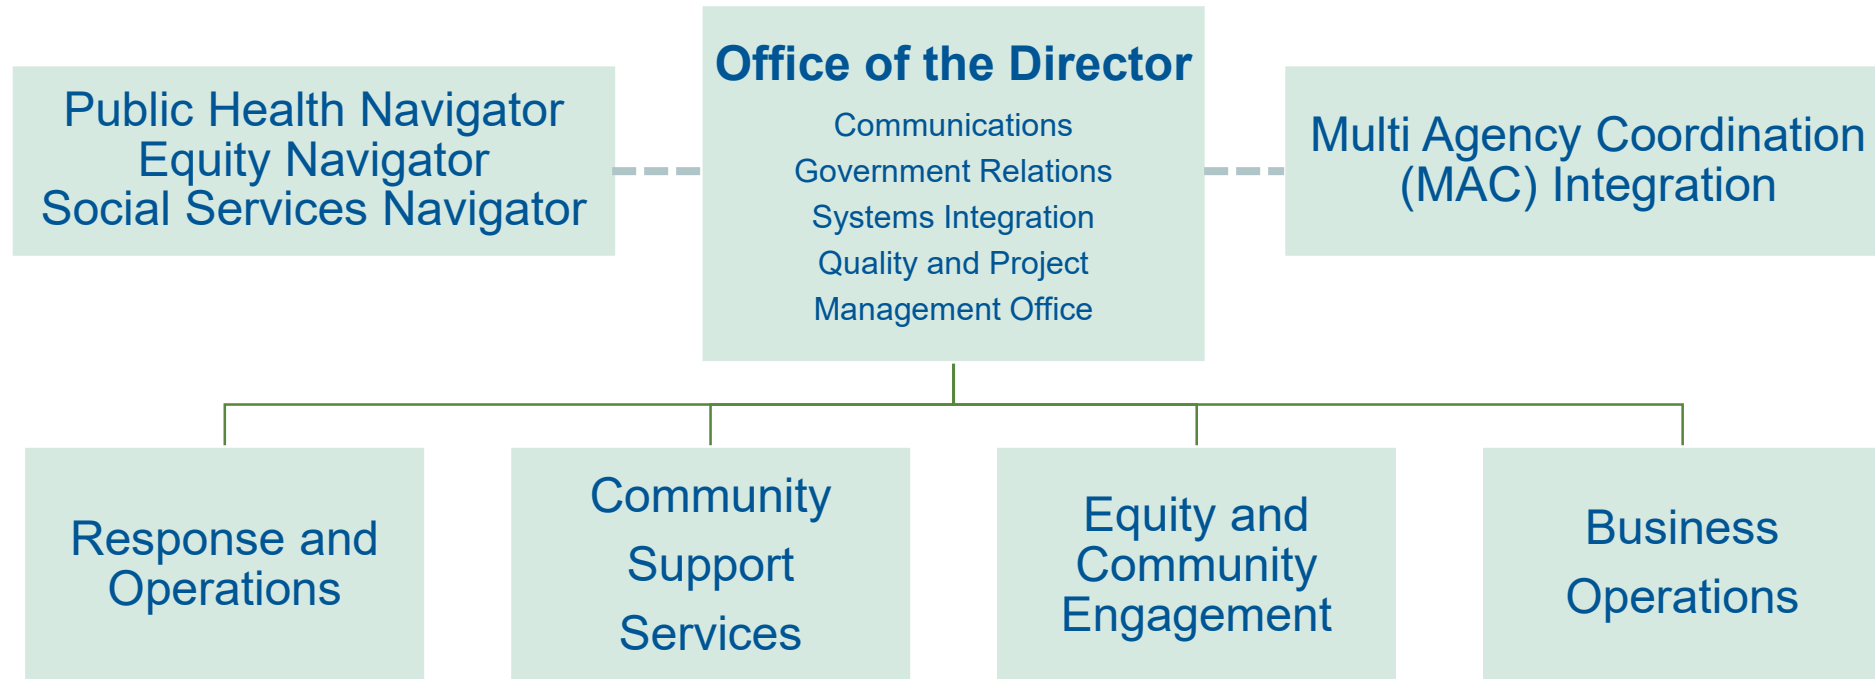 Office of the Director
Communications
Government Relations
Systems Integration
Quality and Project
Management Office
Public Health Navigator
Equity Navigator
Social Services Navigator
Multi Agency Coordination
(MAC) Integration
Response and
Operations
Community
Support
Services
Equity and
Community
Engagement
Business
Operations